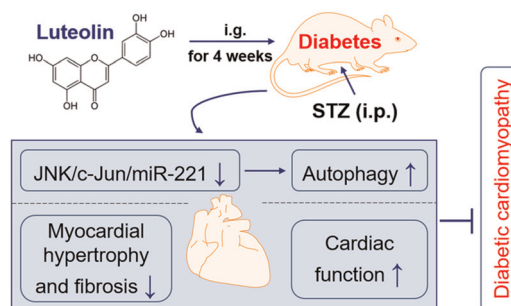 Luteolin
OH
OH
HO
O
OH
O
i.g.
for 4 weeks
Diabetes
STZ (i.p.)
JNK/c-Jun/miR-221 ↓
Autophagy ↑
Myocardial
hypertrophy
and fibrosis ↓
Cardiac
function ↑
Diabetic cardiomyopathy